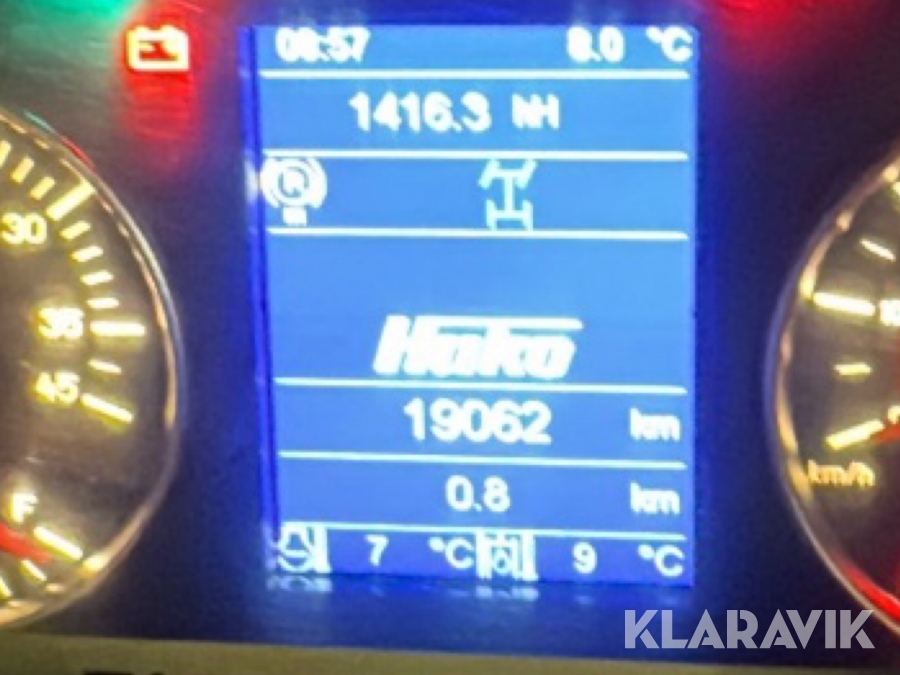 08:57 8.0 °C
1416.3
30
35
45
Hako
19062 km
0.8 km
km/h
F
7 °C 9 °C
KLARAVIK